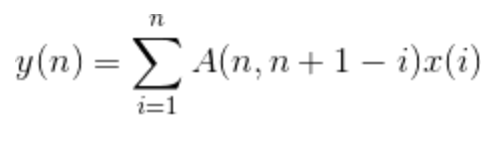 y(n) = \sum_{i=1}^{n} A(n, n + 1 - i)x(i)